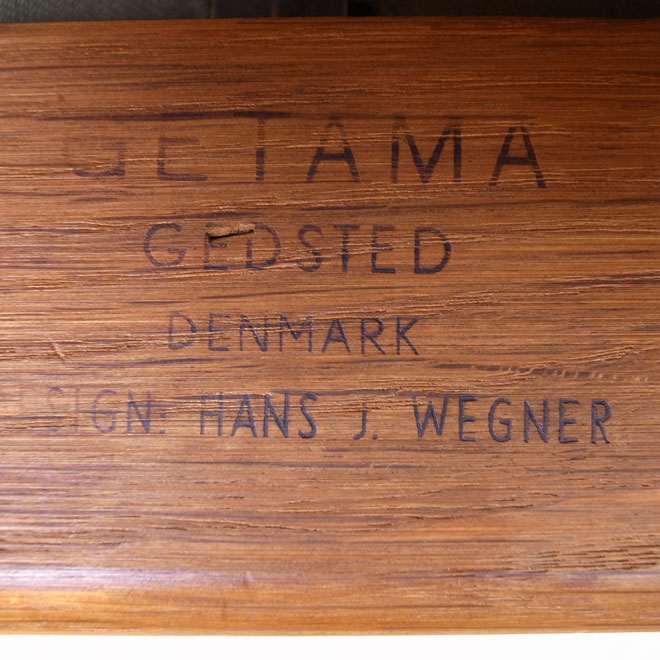 GETAMA
GEDSTED
DENMARK
SIGN: HANS J. WEGNER